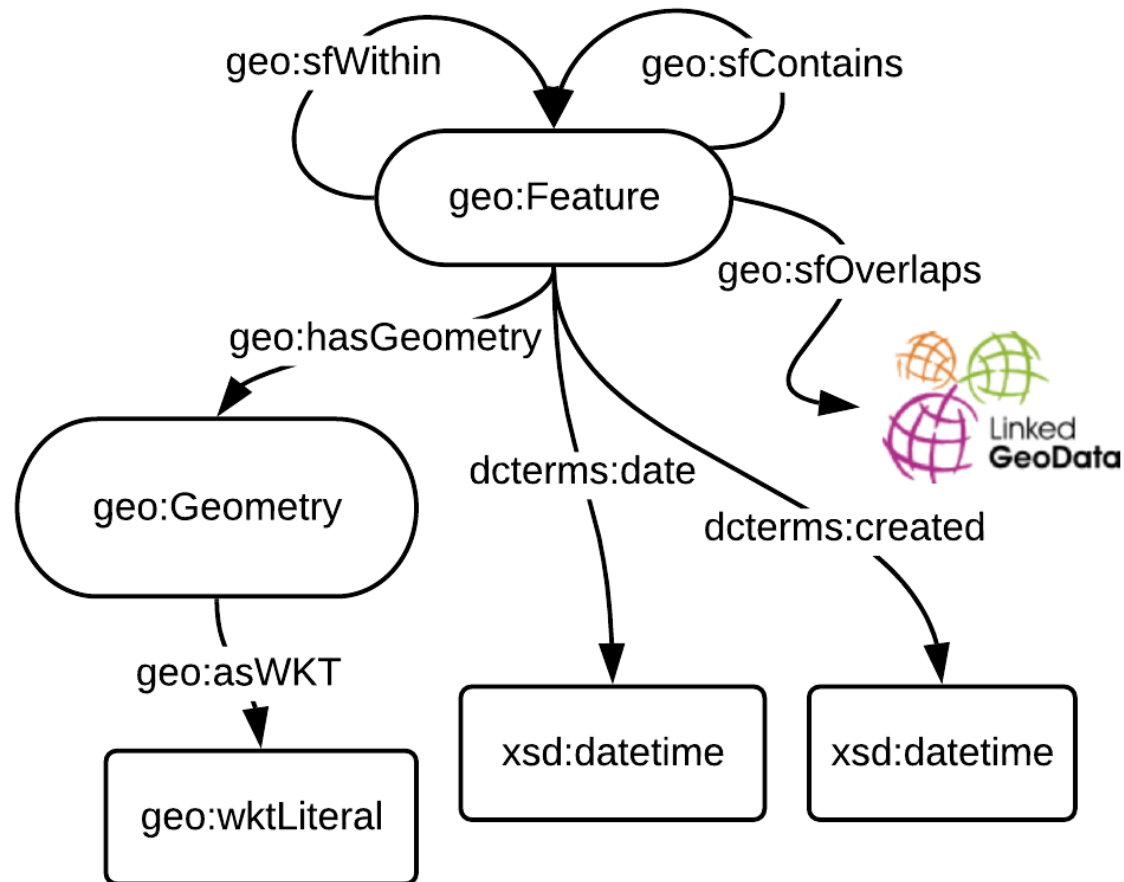 geo:sfWithin
geo:sfContains
geo:Feature
geo:sfOverlaps
geo:hasGeometry
Linked
GeoData
dcterms:date
geo:Geometry
dcterms:created
geo:asWKT
xsd:datetime
xsd:datetime
geo:wktLiteral